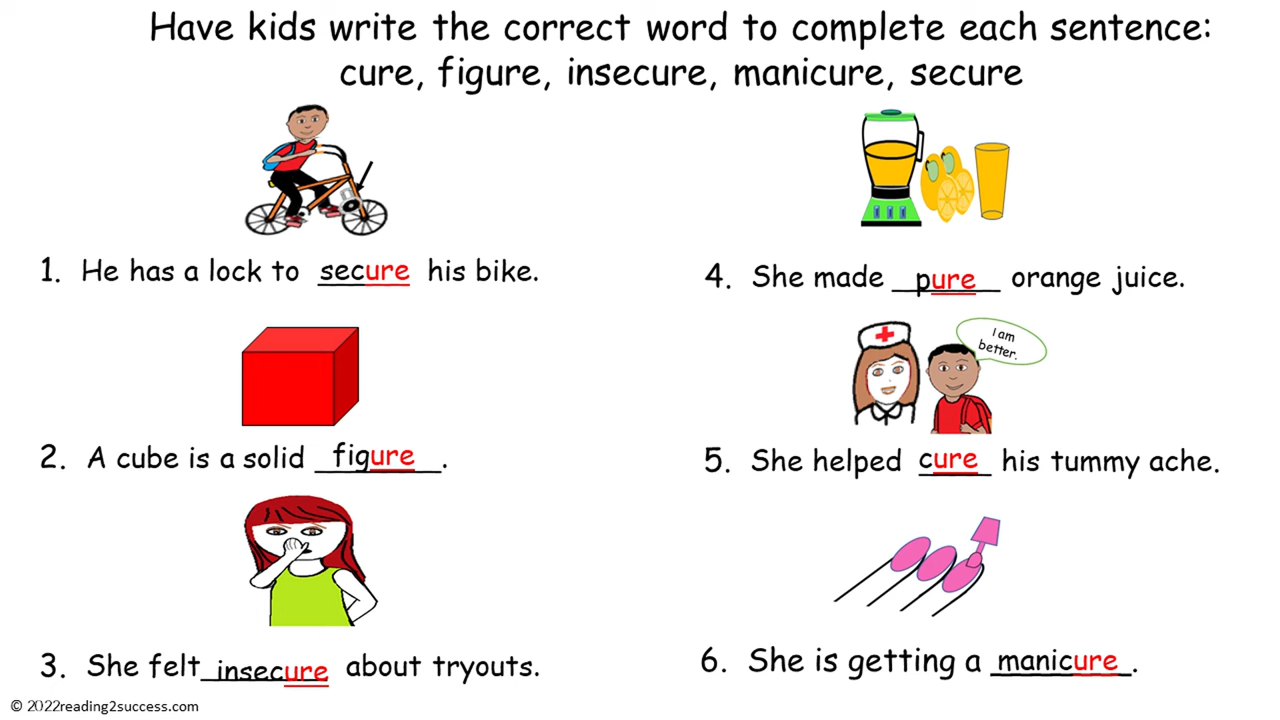 Have kids write the correct word to complete each sentence:
cure, figure, insecure, manicure, secure
1. He has a lock to secure his bike.
2. A cube is a solid figure.
3. She felt insecure about tryouts.
4. She made pure orange juice.
I am
better.
5. She helped cure his tummy ache.
6. She is getting a manicure.
© 2022reading2success.com